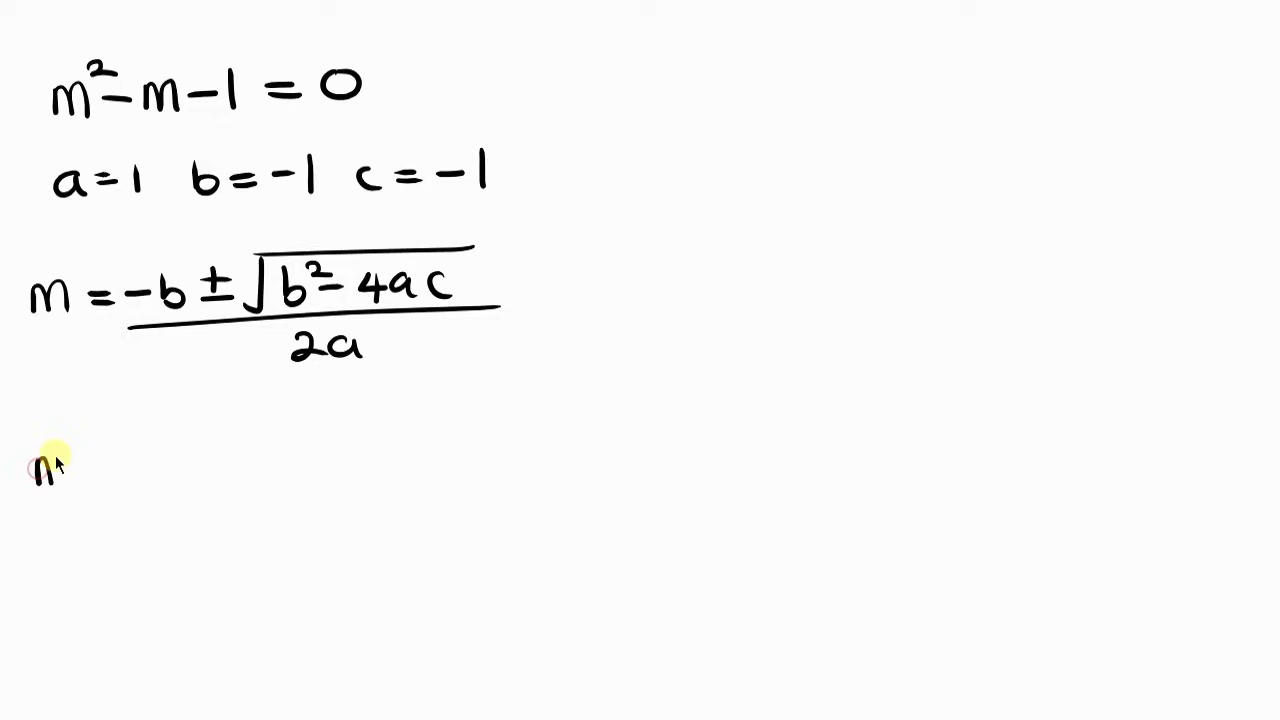 m² - m - 1 = 0
a = 1 b = -1 c = -1
m = -b ± √(b² - 4ac)
2a